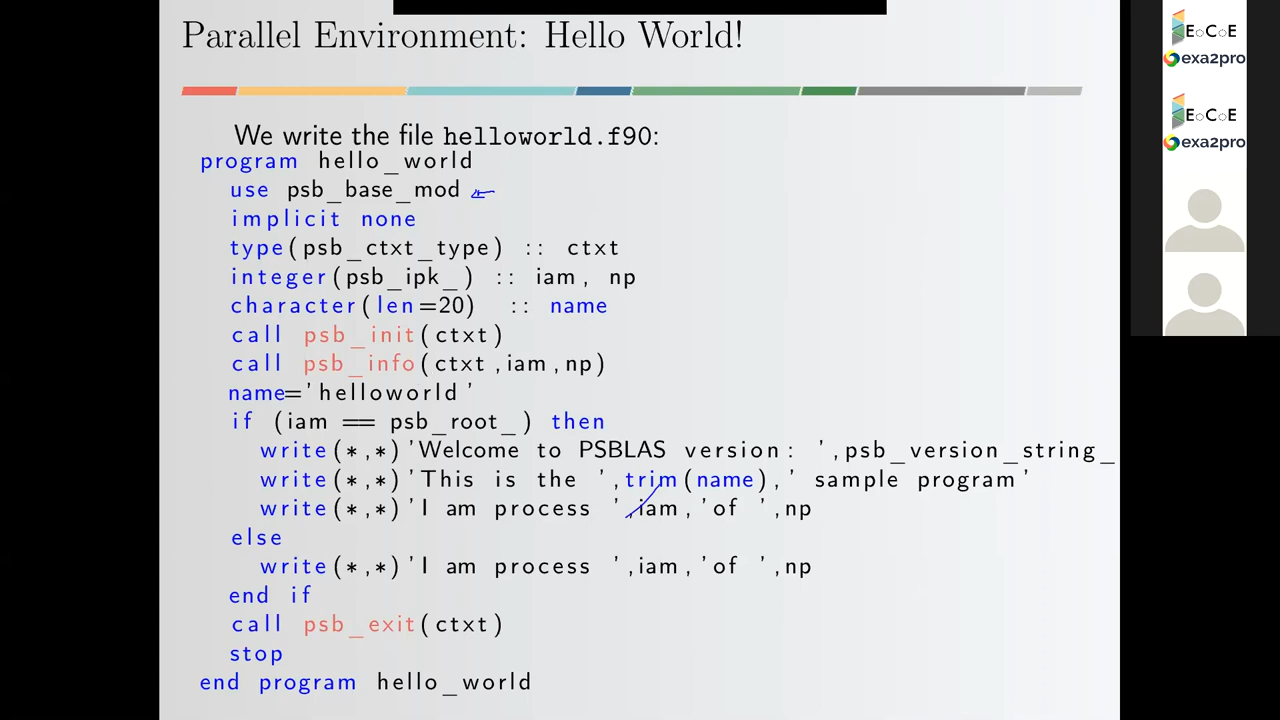 Parallel Environment: Hello World!
We write the file helloworld.f90:
program hello_world
use psb_base_mod
implicit none
type(psb_ctxt_type) :: ctxt
integer(psb_ipk_) :: iam, np
character(len=20) :: name
call psb_init(ctxt)
call psb_info(ctxt,iam,np)
name='helloworld'
if (iam == psb_root_) then
write(*,*)'Welcome to PSBLAS version: ',psb_version_string_
write(*,*)'This is the ',trim(name),' sample program'
write(*,*)'I am process ',iam,'of ',np
else
write(*,*)'I am process ',iam,'of ',np
end if
call psb_exit(ctxt)
stop
end program hello_world
EoCoE
exa2pro
EoCoE
exa2pro